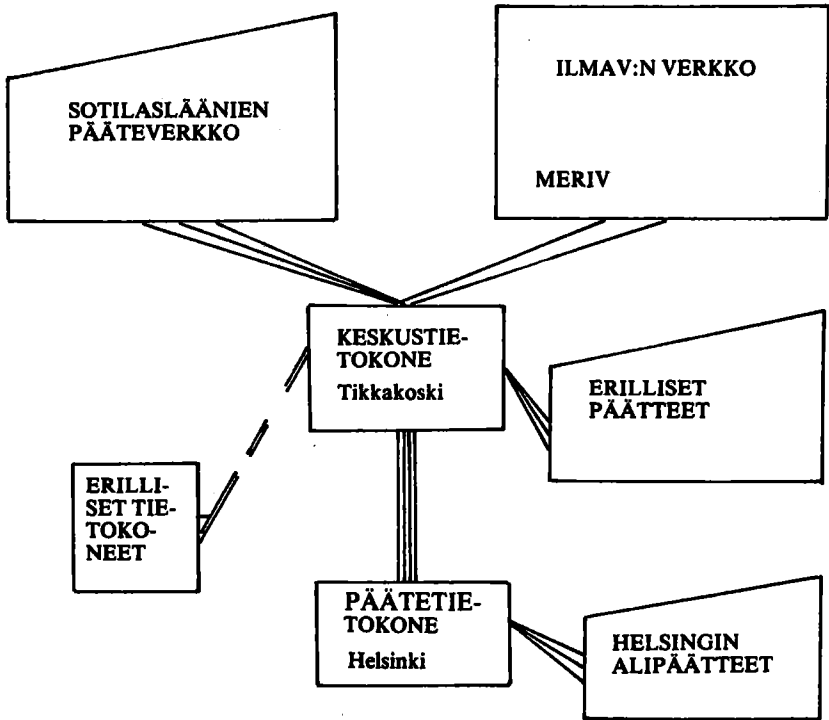 SOTILASLÄÄNIEN
PÄÄTEVERKKO
ILMAV:N VERKKO
MERIV
KESKUSTIE-
TOKONE
Tikkakoski
ERILLISET
PÄÄTTEET
ERILLI-
SET TIE-
TOKO-
NEET
PÄÄTETIE-
TOKONE
Helsinki
HELSINGIN
ALIPÄÄTTEET